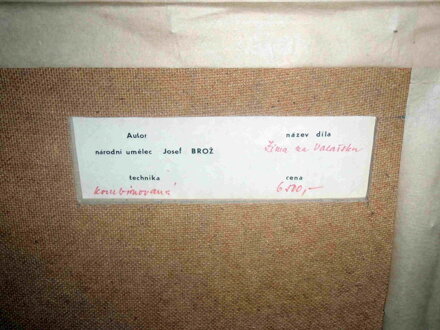 Autor
národní umělec Josef BROŽ
název díla
Zima na Valašsku
technika
kombinovaná
cena
6500,-